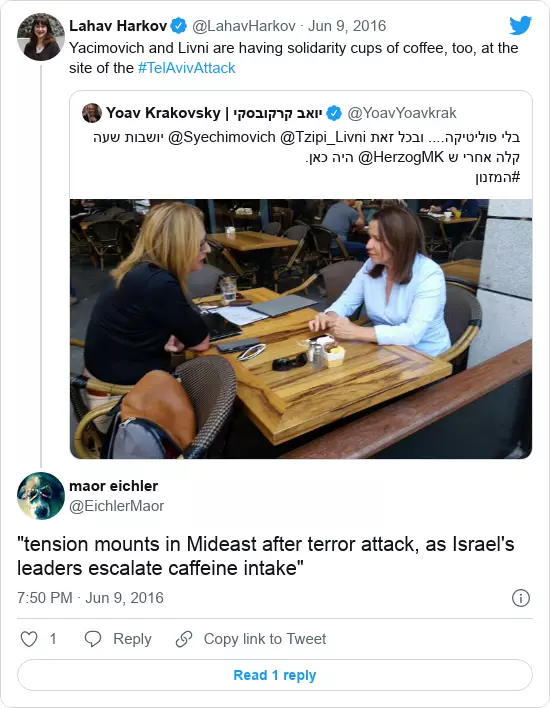 Lahav Harkov @LahavHarkov · Jun 9, 2016
Yacimovich and Livni are having solidarity cups of coffee, too, at the
site of the #TelAvivAttack
Yoav Krakovsky | יואב קרקובסקי @YoavYoavkrak
בלי פוליטיקה.... ובכל זאת @Syechimovich @Tzipi_Livni יושבות שעה
קלה אחרי ש @HerzogMK היה כאן.
#המזנון
maor eichler
@EichlerMaor
"tension mounts in Mideast after terror attack, as Israel's
leaders escalate caffeine intake"
7:50 PM · Jun 9, 2016
1 Reply Copy link to Tweet
Read 1 reply